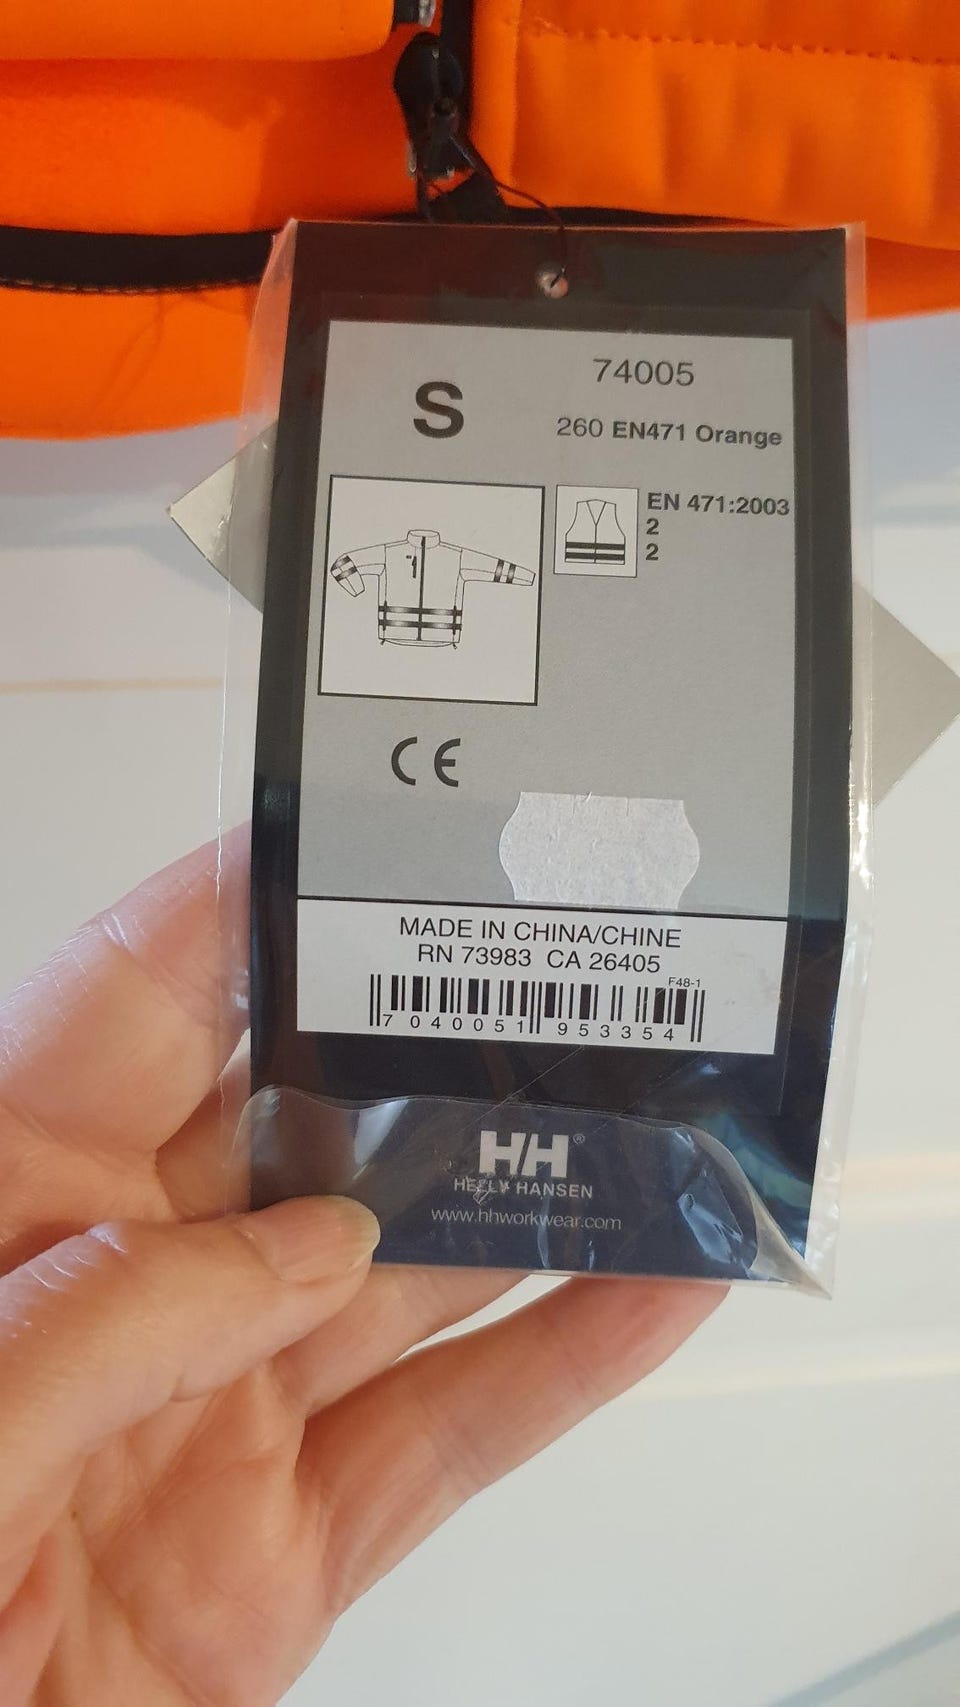 S
74005
260 EN471 Orange
EN 471:2003
2
2
CE
MADE IN CHINA/CHINE
RN 73983 CA 26405
F48-1
7 040051 953354
HH®
HELLY HANSEN
www.hhworkwear.com